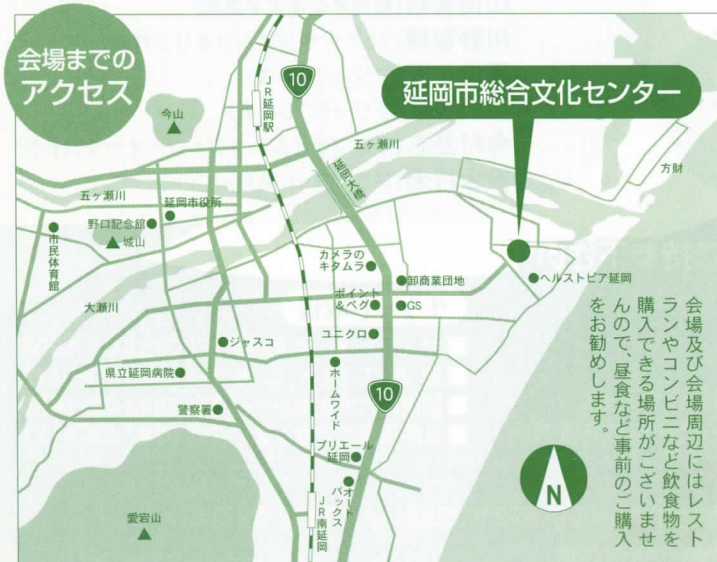 会場までの
アクセス
今山
JR延岡駅
10
延岡市総合文化センター
五ヶ瀬川
延岡大橋
方財
五ヶ瀬川
延岡市役所
野口記念館
城山
市民体育館
カメラの
キタムラ
卸商業団地
ヘルストピア延岡
大瀬川
ポイント
&ペグ
GS
ユニクロ
ジャスコ
県立延岡病院
ホームワイド
10
警察署
プリエール
延岡
オート
バックス
JR南延岡
愛宕山
N
会場及び会場周辺にはレスト
ランやコンビニなど飲食物を
購入できる場所がございませ
んので、昼食など事前のご購入
をお勧めします。